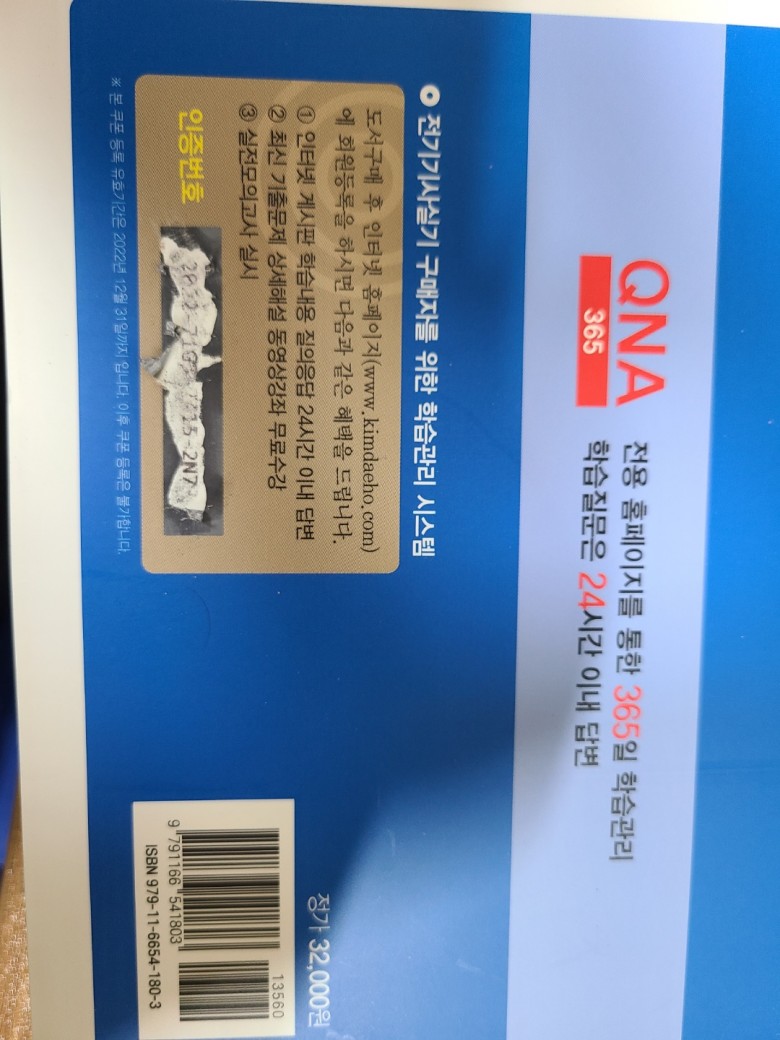 QNA
365
전용 홈페이지를 통한 365일 학습관리
학습질문은 24시간 이내 답변
전기기사실기 구매자를 위한 학습관리 시스템
도서구매 후 인터넷 홈페이지(www.kimdaeho.com)
에 회원등록을 하시면 다음과 같은 혜택을 드립니다.
① 인터넷 게시판 학습내용 질의응답 24시간 이내 답변
② 최신 기출문제 상세해설 동영상강좌 무료수강
③ 실전모의고사 실시
인증번호
※ 본 쿠폰 등록 유효기간은 2022년 12월 31일까지 입니다. 이후 쿠폰 등록은 불가합니다.
정가 32,000원
13560
9 791166 541803
ISBN 979-11-6654-180-3